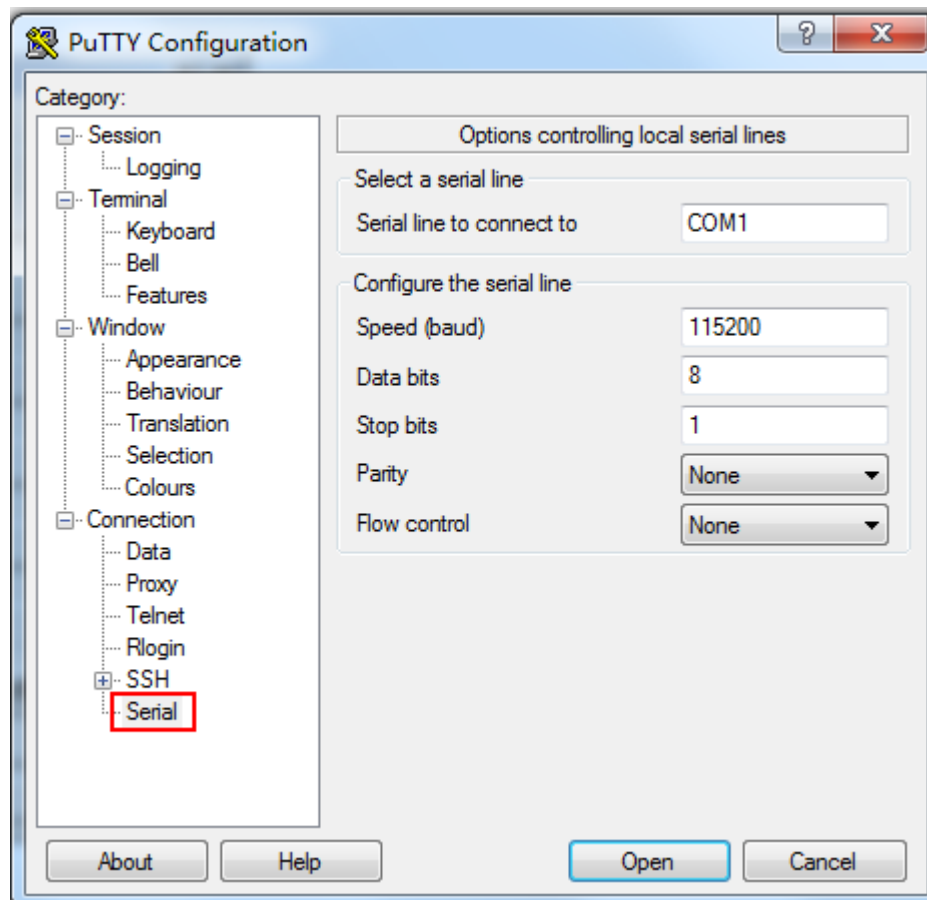 PuTTY Configuration
Category:
Session
Logging
Terminal
Keyboard
Bell
Features
Window
Appearance
Behaviour
Translation
Selection
Colours
Connection
Data
Proxy
Telnet
Rlogin
SSH
Serial
Options controlling local serial lines
Select a serial line
Serial line to connect to COM1
Configure the serial line
Speed (baud) 115200
Data bits 8
Stop bits 1
Parity None
Flow control None
About Help Open Cancel